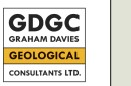 GDGC
GRAHAM DAVIES
GEOLOGICAL
CONSULTANTS LTD.